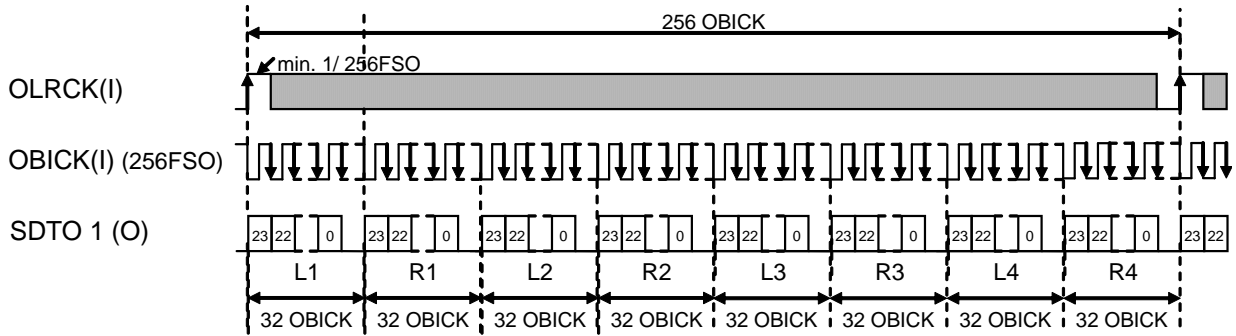 256 OBICK
min. 1/ 256FSO
OLRCK(I)
OBICK(I) (256FSO)
SDTO 1 (O)
23 22 0 23 22 0 23 22 0 23 22 0 23 22 0 23 22 0 23 22 0 23 22 0 23 22
L1 R1 L2 R2 L3 R3 L4 R4
32 OBICK 32 OBICK 32 OBICK 32 OBICK 32 OBICK 32 OBICK 32 OBICK 32 OBICK